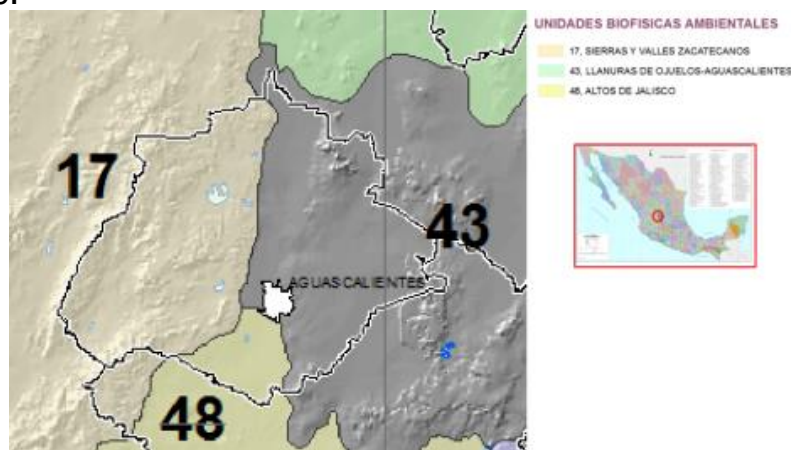 UNIDADES BIOFISICAS AMBIENTALES
17, SIERRAS Y VALLES ZACATECANOS
43, LLANURAS DE OJUELOS-AGUASCALIENTES
48, ALTOS DE JALISCO
17
43
AGUASCALIENTES
48